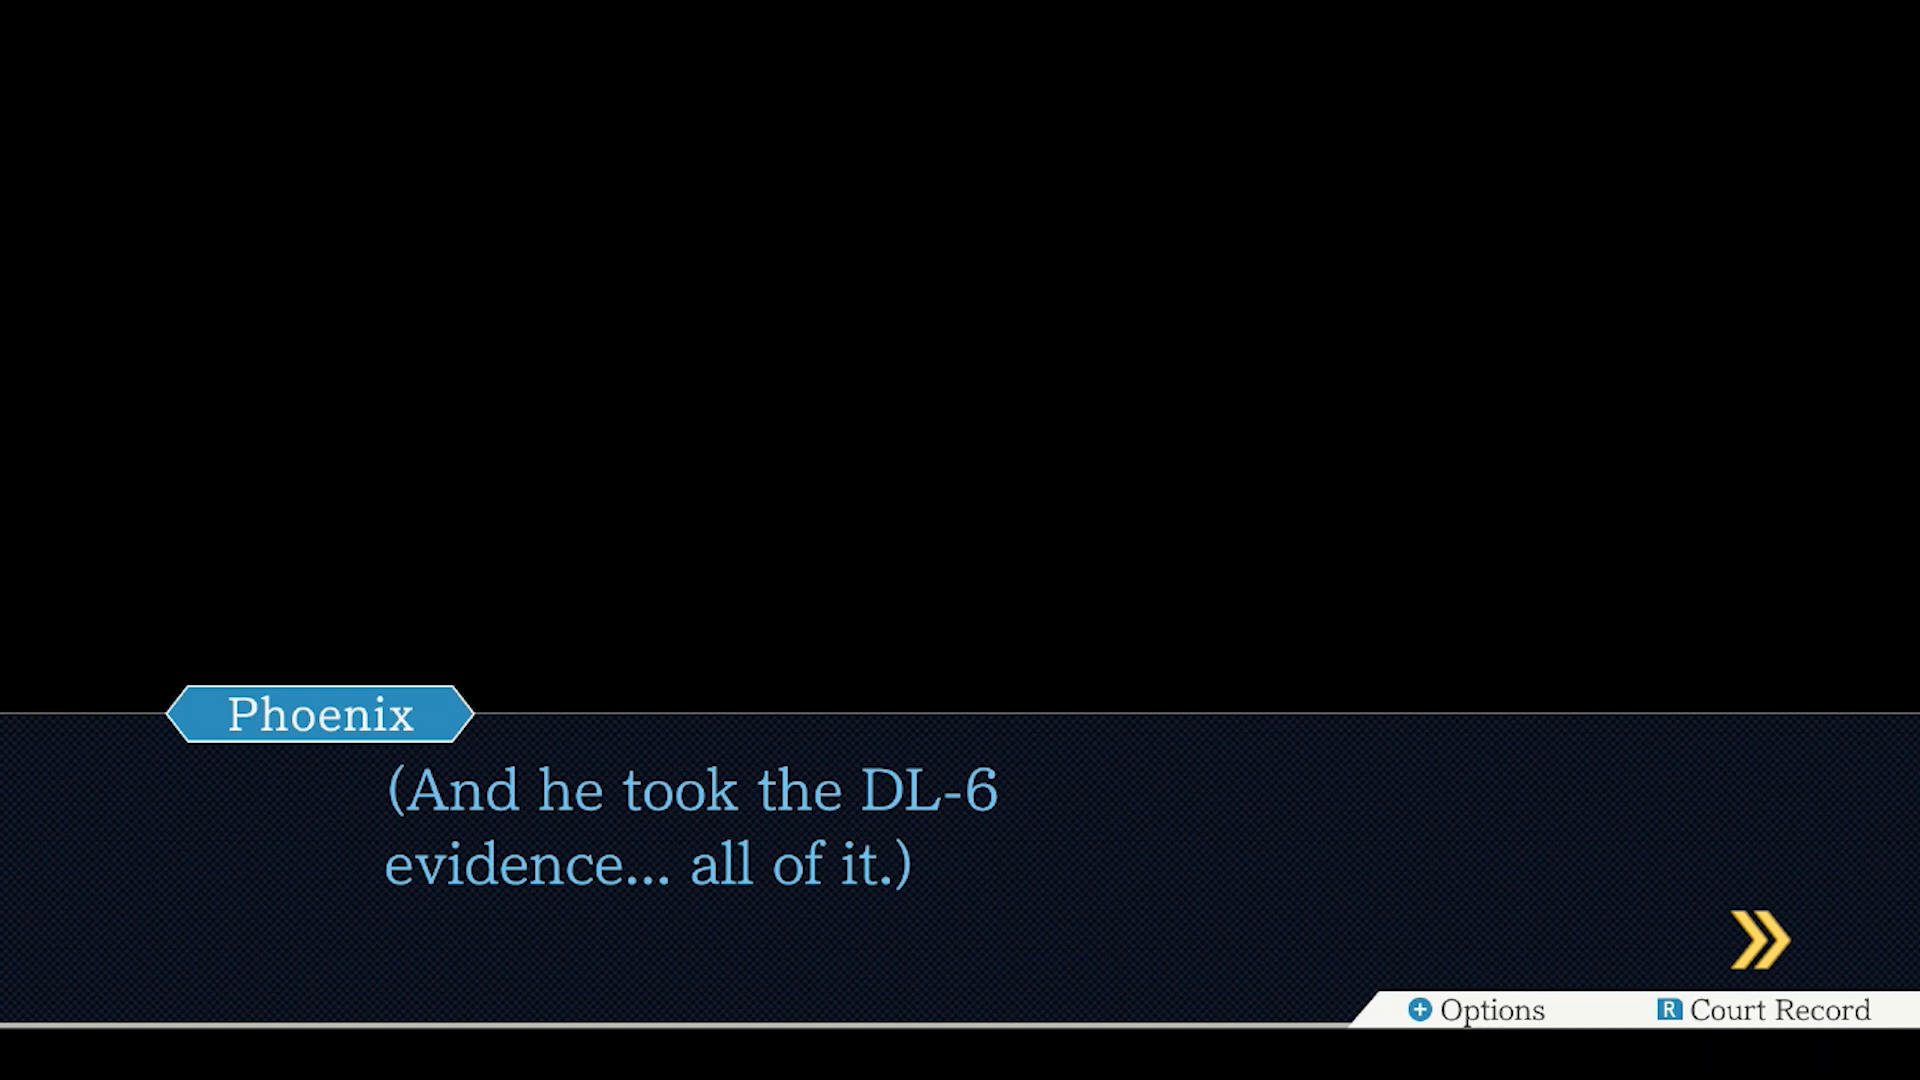 Phoenix
(And he took the DL-6
evidence... all of it.)
Options
R Court Record